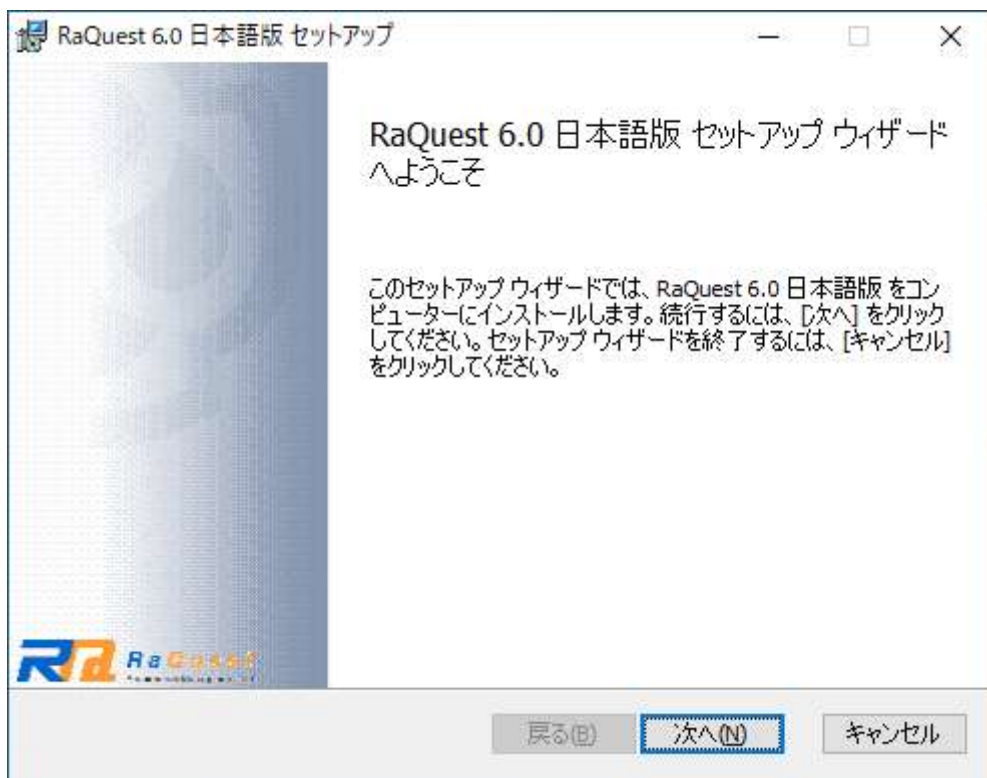 RaQuest 6.0 日本語版 セットアップ
RaQuest 6.0 日本語版 セットアップ ウィザード
へようこそ
このセットアップ ウィザードでは、RaQuest 6.0 日本語版 をコン
ピューターにインストールします。続行するには、[次へ] をクリック
してください。セットアップ ウィザードを終了するには、[キャンセル]
をクリックしてください。
Ra RaQuest
戻る(B) 次へ(N) キャンセル